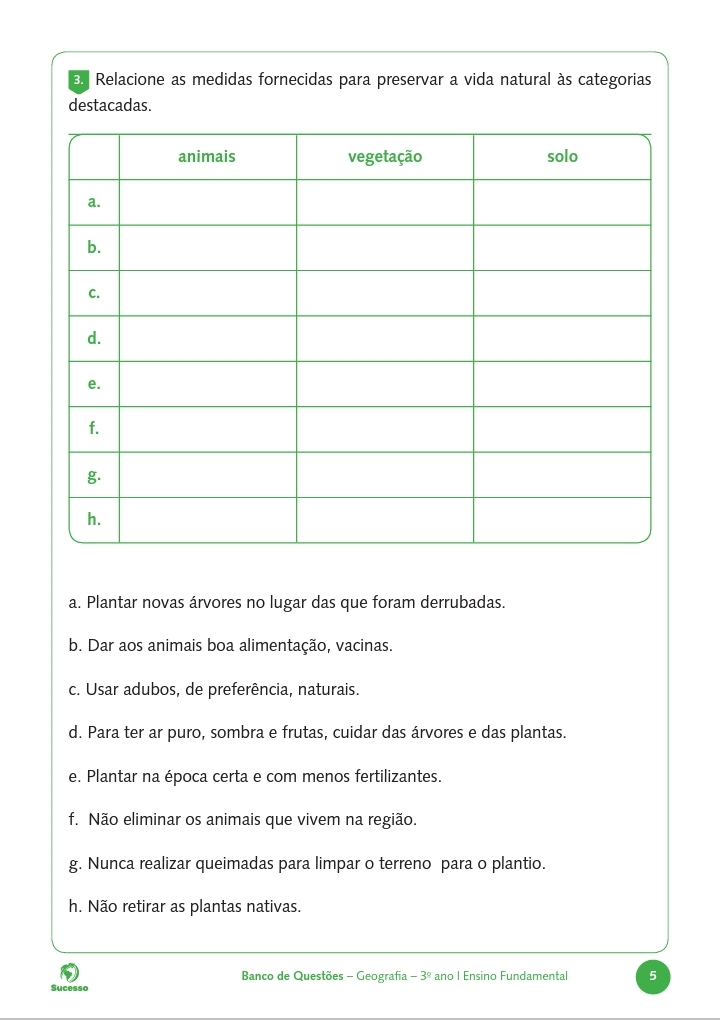 3. Relacione as medidas fornecidas para preservar a vida natural às categorias
destacadas.
animais vegetação solo
a.
b.
c.
d.
e.
f.
g.
h.
a. Plantar novas árvores no lugar das que foram derrubadas.
b. Dar aos animais boa alimentação, vacinas.
c. Usar adubos, de preferência, naturais.
d. Para ter ar puro, sombra e frutas, cuidar das árvores e das plantas.
e. Plantar na época certa e com menos fertilizantes.
f. Não eliminar os animais que vivem na região.
g. Nunca realizar queimadas para limpar o terreno para o plantio.
h. Não retirar as plantas nativas.
Sucesso
Banco de Questões – Geografia – 3º ano I Ensino Fundamental
5